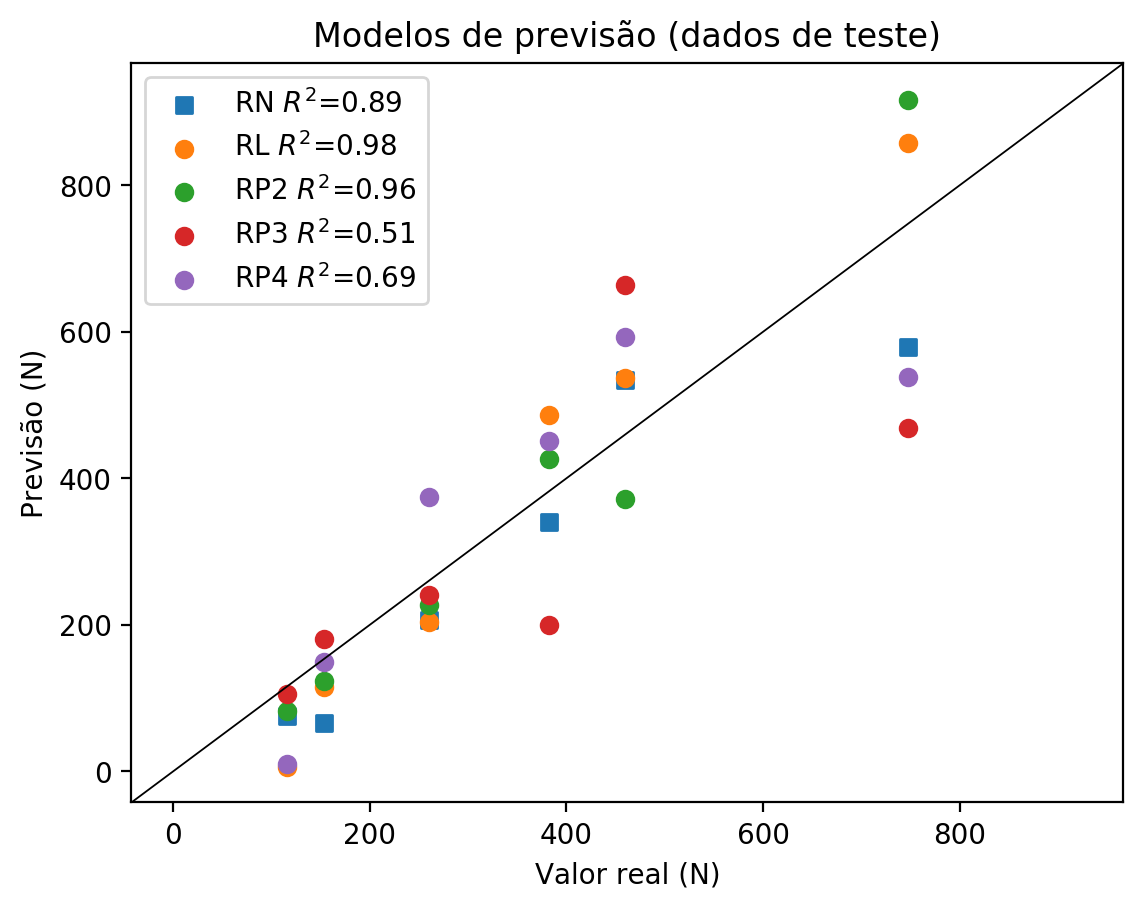 Modelos de previsão (dados de teste)
RN R²=0.89
RL R²=0.98
RP2 R²=0.96
RP3 R²=0.51
RP4 R²=0.69
Previsão (N)
800
600
400
200
0
0 200 400 600 800
Valor real (N)